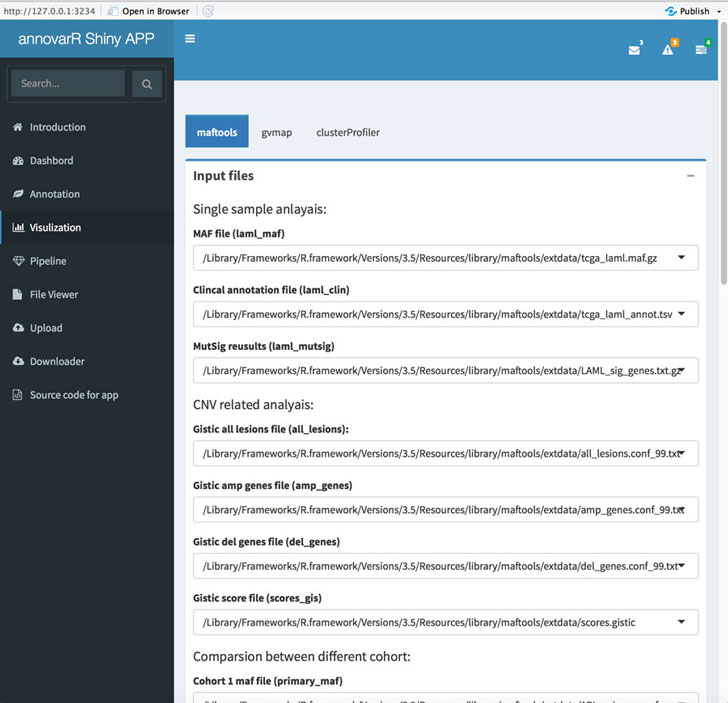 http://127.0.0.1:3234 Open in Browser Publish
annovarR Shiny APP
3 3 4
Search...
Introduction
Dashbord
Annotation
Visulization
Pipeline
File Viewer
Upload
Downloader
Source code for app
maftools gvmap clusterProfiler
Input files
Single sample anlayais:
MAF file (laml_maf)
/Library/Frameworks/R.framework/Versions/3.5/Resources/library/maftools/extdata/tcga_laml.maf.gz
Clincal annotation file (laml_clin)
/Library/Frameworks/R.framework/Versions/3.5/Resources/library/maftools/extdata/tcga_laml_annot.tsv
MutSig reusults (laml_mutsig)
/Library/Frameworks/R.framework/Versions/3.5/Resources/library/maftools/extdata/LAML_sig_genes.txt.gz
CNV related analyais:
Gistic all lesions file (all_lesions):
/Library/Frameworks/R.framework/Versions/3.5/Resources/library/maftools/extdata/all_lesions.conf_99.txt
Gistic amp genes file (amp_genes)
/Library/Frameworks/R.framework/Versions/3.5/Resources/library/maftools/extdata/amp_genes.conf_99.txt
Gistic del genes file (del_genes)
/Library/Frameworks/R.framework/Versions/3.5/Resources/library/maftools/extdata/del_genes.conf_99.txt
Gistic score file (scores_gis)
/Library/Frameworks/R.framework/Versions/3.5/Resources/library/maftools/extdata/scores.gistic
Comparsion between different cohort:
Cohort 1 maf file (primary_maf)